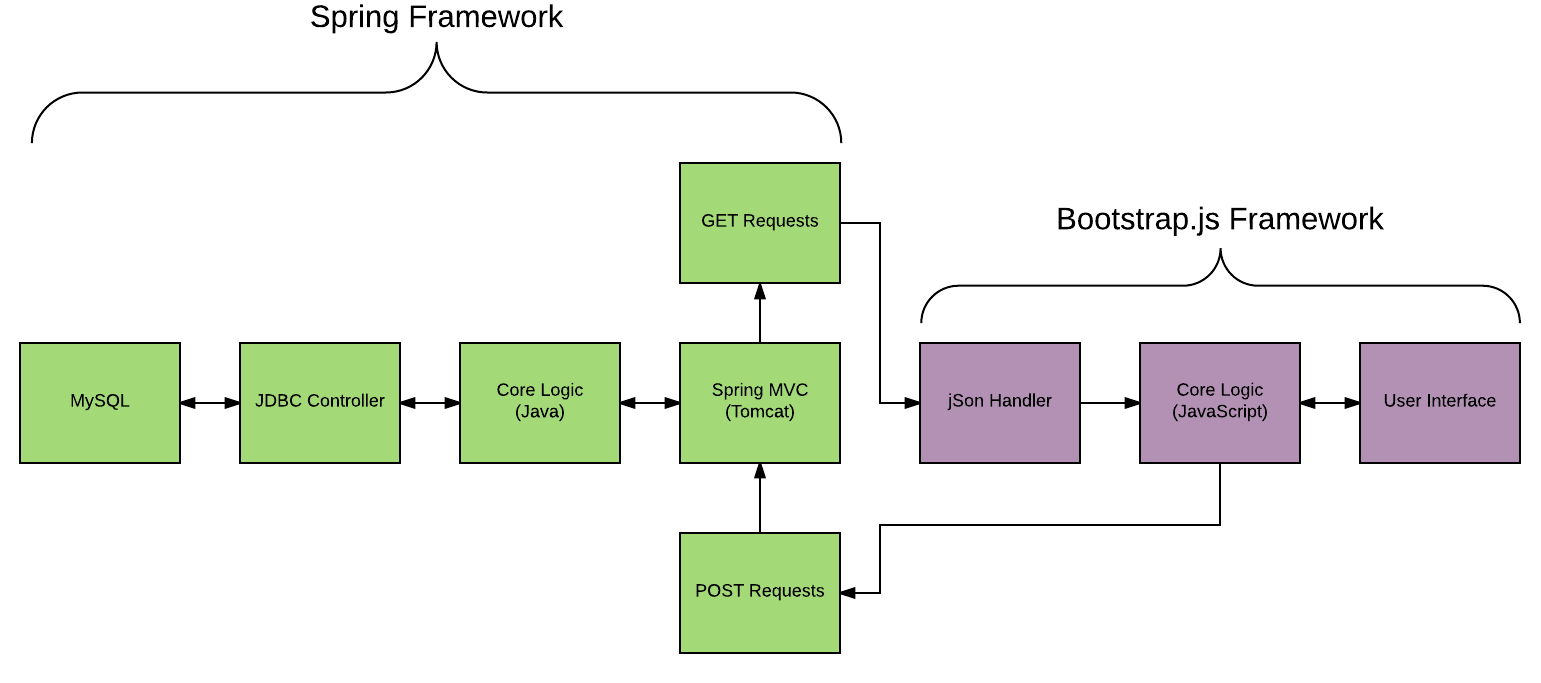 Spring Framework
GET Requests
Bootstrap.js Framework
MySQL
JDBC Controller
Core Logic
(Java)
Spring MVC
(Tomcat)
jSon Handler
Core Logic
(JavaScript)
User Interface
POST Requests